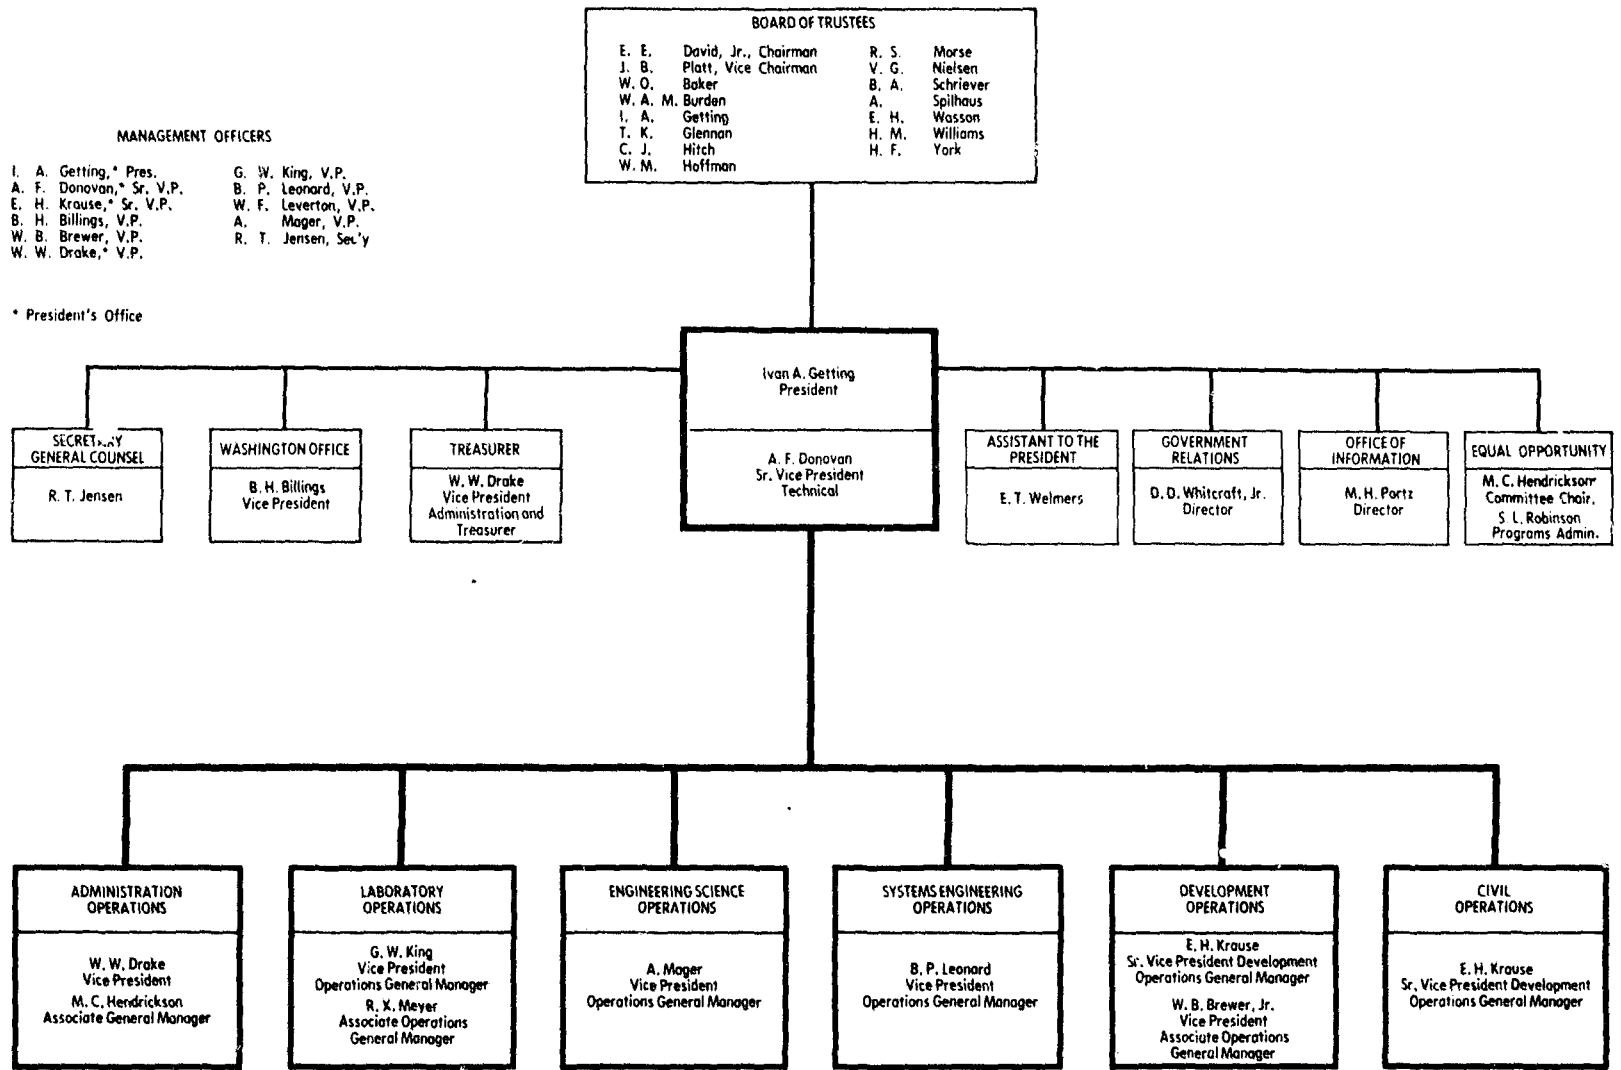 BOARD OF TRUSTEES
E. E. David, Jr., Chairman
J. B. Platt, Vice Chairman
W. O. Baker
W. A. M. Burden
I. A. Getting
T. K. Glennan
C. J. Hitch
W. M. Hoffman
R. S. Morse
V. G. Nielsen
B. A. Schriever
A. Spilhaus
E. H. Wasson
H. M. Williams
H. F. York
MANAGEMENT OFFICERS
I. A. Getting,* Pres.
A. F. Donovan,* Sr. V.P.
E. H. Krause,* Sr. V.P.
B. H. Billings, V.P.
W. B. Brewer, V.P.
W. W. Drake,* V.P.
G. W. King, V.P.
B. P. Leonard, V.P.
W. F. Leverton, V.P.
A. Mager, V.P.
R. T. Jensen, Sec'y
* President's Office
Ivan A. Getting
President
A. F. Donovan
Sr. Vice President
Technical
SECRETARY
GENERAL COUNSEL
R. T. Jensen
WASHINGTON OFFICE
B. H. Billings
Vice President
TREASURER
W. W. Drake
Vice President
Administration and
Treasurer
ASSISTANT TO THE
PRESIDENT
E. T. Welmers
GOVERNMENT
RELATIONS
D. D. Whitcraft, Jr.
Director
OFFICE OF
INFORMATION
M. H. Portz
Director
EQUAL OPPORTUNITY
M. C. Hendrickson
Committee Chair.
S. L. Robinson
Programs Admin.
ADMINISTRATION
OPERATIONS
W. W. Drake
Vice President
M. C. Hendrickson
Associate General Manager
LABORATORY
OPERATIONS
G. W. King
Vice President
Operations General Manager
R. X. Meyer
Associate Operations
General Manager
ENGINEERING SCIENCE
OPERATIONS
A. Mager
Vice President
Operations General Manager
SYSTEMS ENGINEERING
OPERATIONS
B. P. Leonard
Vice President
Operations General Manager
DEVELOPMENT
OPERATIONS
E. H. Krause
Sr. Vice President Development
Operations General Manager
W. B. Brewer, Jr.
Vice President
Associate Operations
General Manager
CIVIL
OPERATIONS
E. H. Krause
Sr. Vice President Development
Operations General Manager